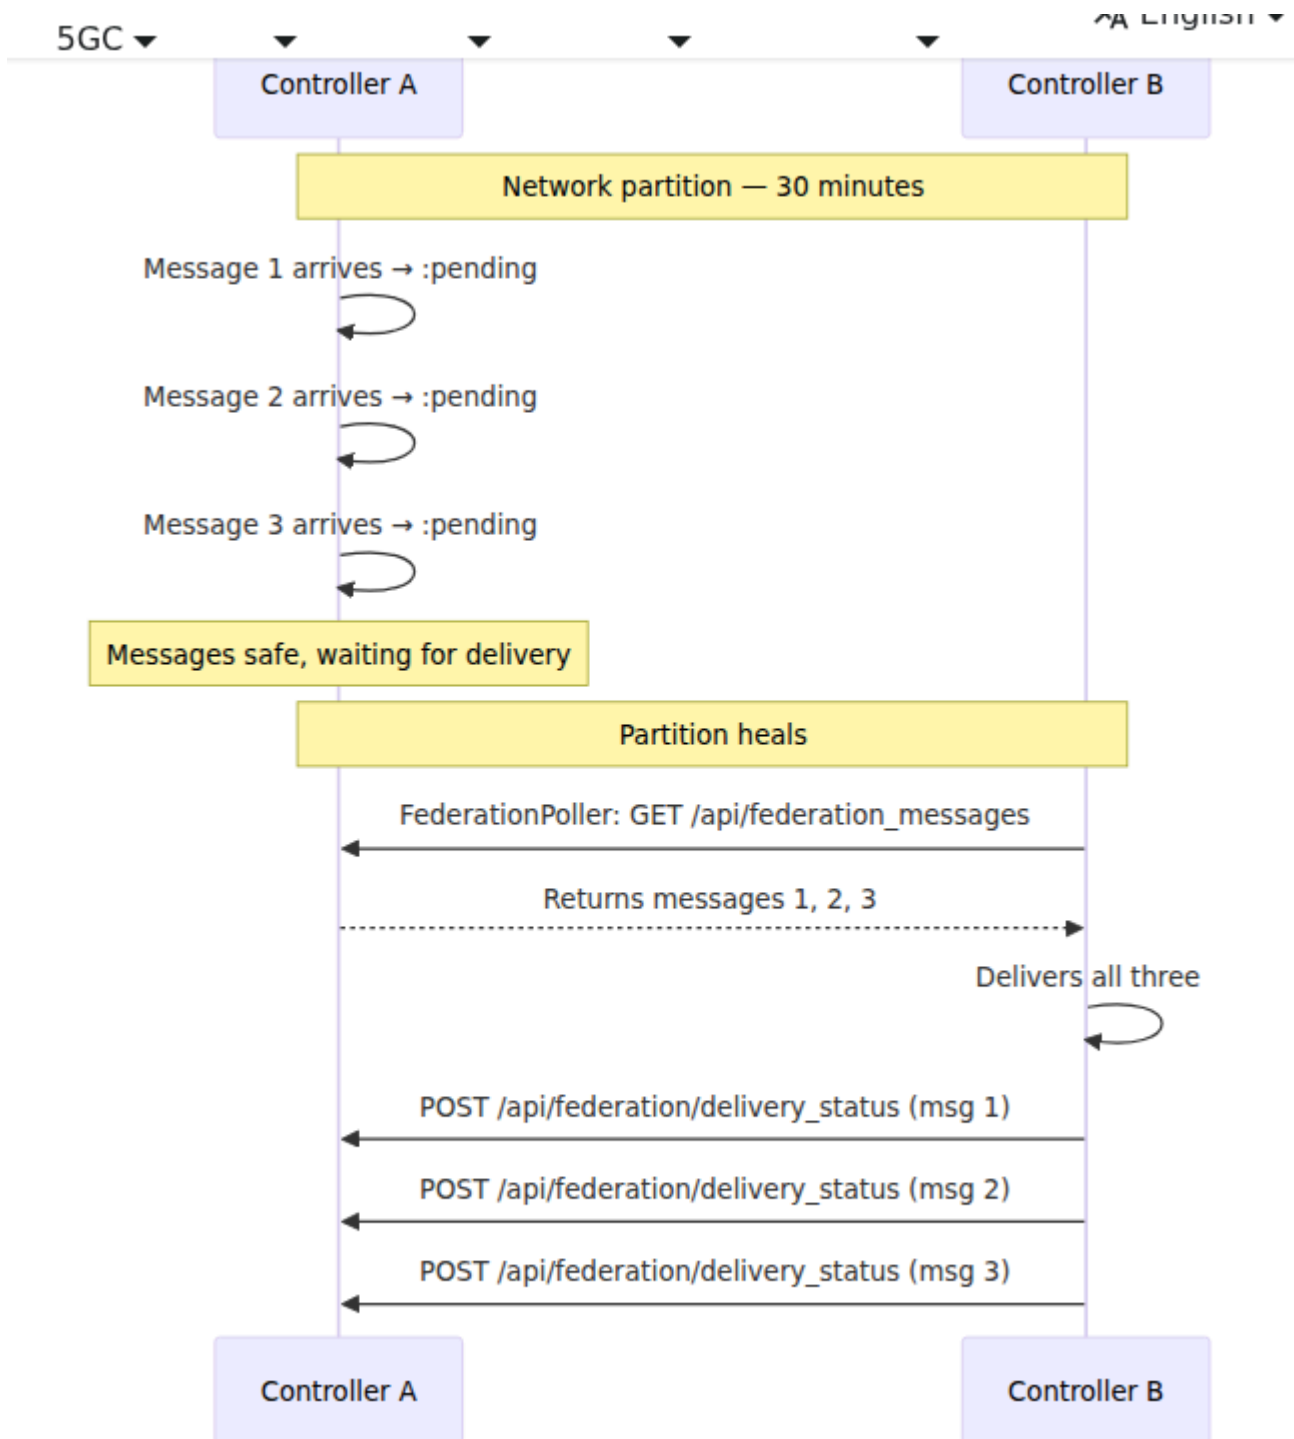 English
5GC
Controller A
Controller B
Network partition — 30 minutes
Message 1 arrives → :pending
Message 2 arrives → :pending
Message 3 arrives → :pending
Messages safe, waiting for delivery
Partition heals
FederationPoller: GET /api/federation_messages
Returns messages 1, 2, 3
Delivers all three
POST /api/federation/delivery_status (msg 1)
POST /api/federation/delivery_status (msg 2)
POST /api/federation/delivery_status (msg 3)
Controller A
Controller B